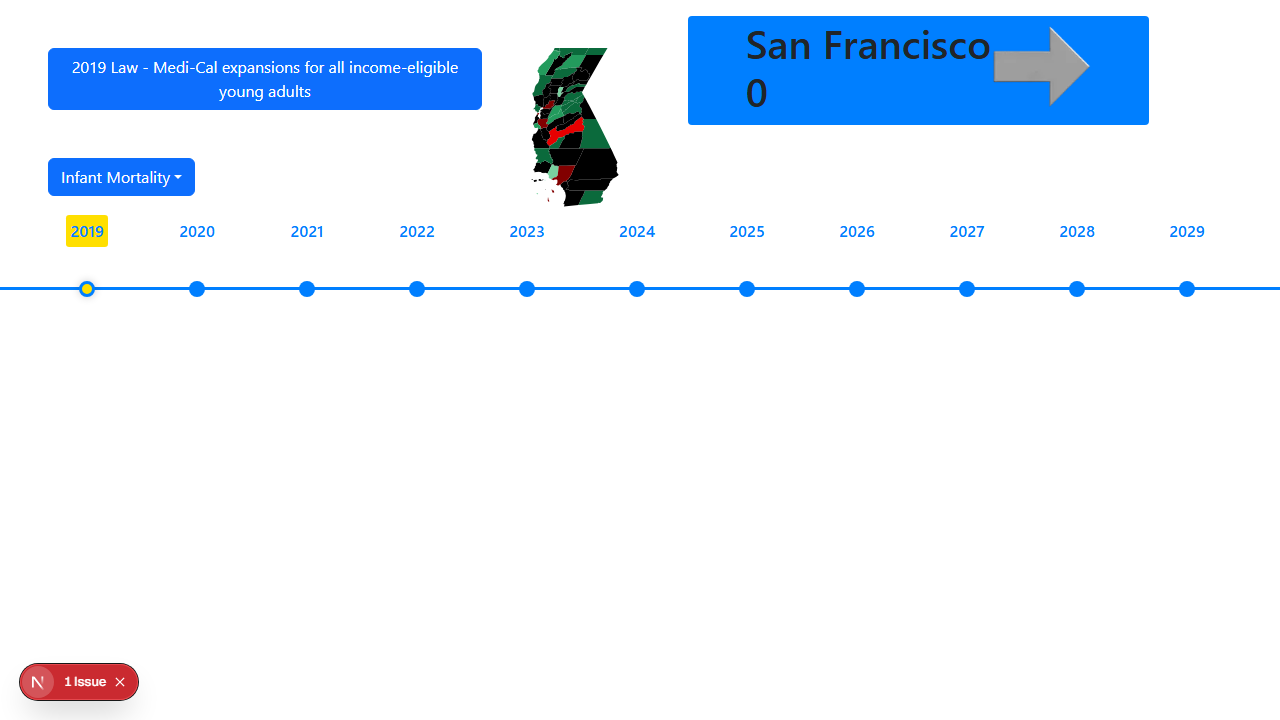 2019 Law - Medi-Cal expansions for all income-eligible
young adults
San Francisco
0
Infant Mortality
2019 2020 2021 2022 2023 2024 2025 2026 2027 2028 2029
N 1 Issue